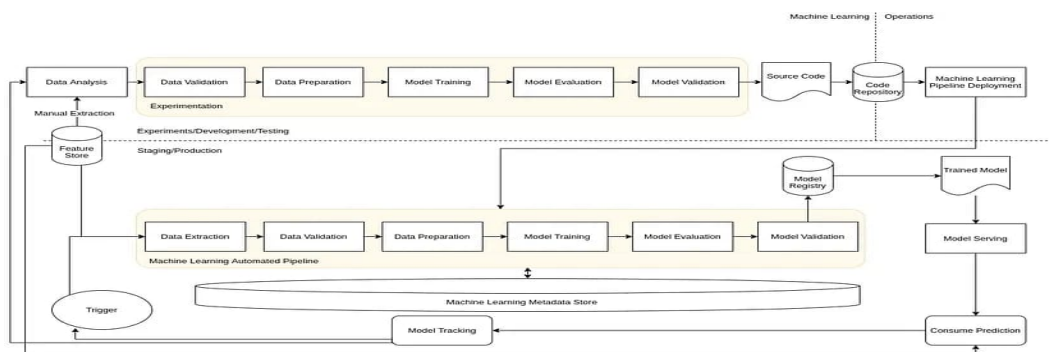 Machine Learning
Operations
Data Analysis
Data Validation
Data Preparation
Model Training
Model Evaluation
Model Validation
Source Code
Code
Repository
Machine Learning
Pipeline Deployment
Experimentation
Manual Extraction
Experiments/Development/Testing
Feature
Store
Staging/Production
Model
Registry
Trained Model
Data Extraction
Data Validation
Data Preparation
Model Training
Model Evaluation
Model Validation
Model Serving
Machine Learning Automated Pipeline
Machine Learning Metadata Store
Trigger
Model Tracking
Consume Prediction